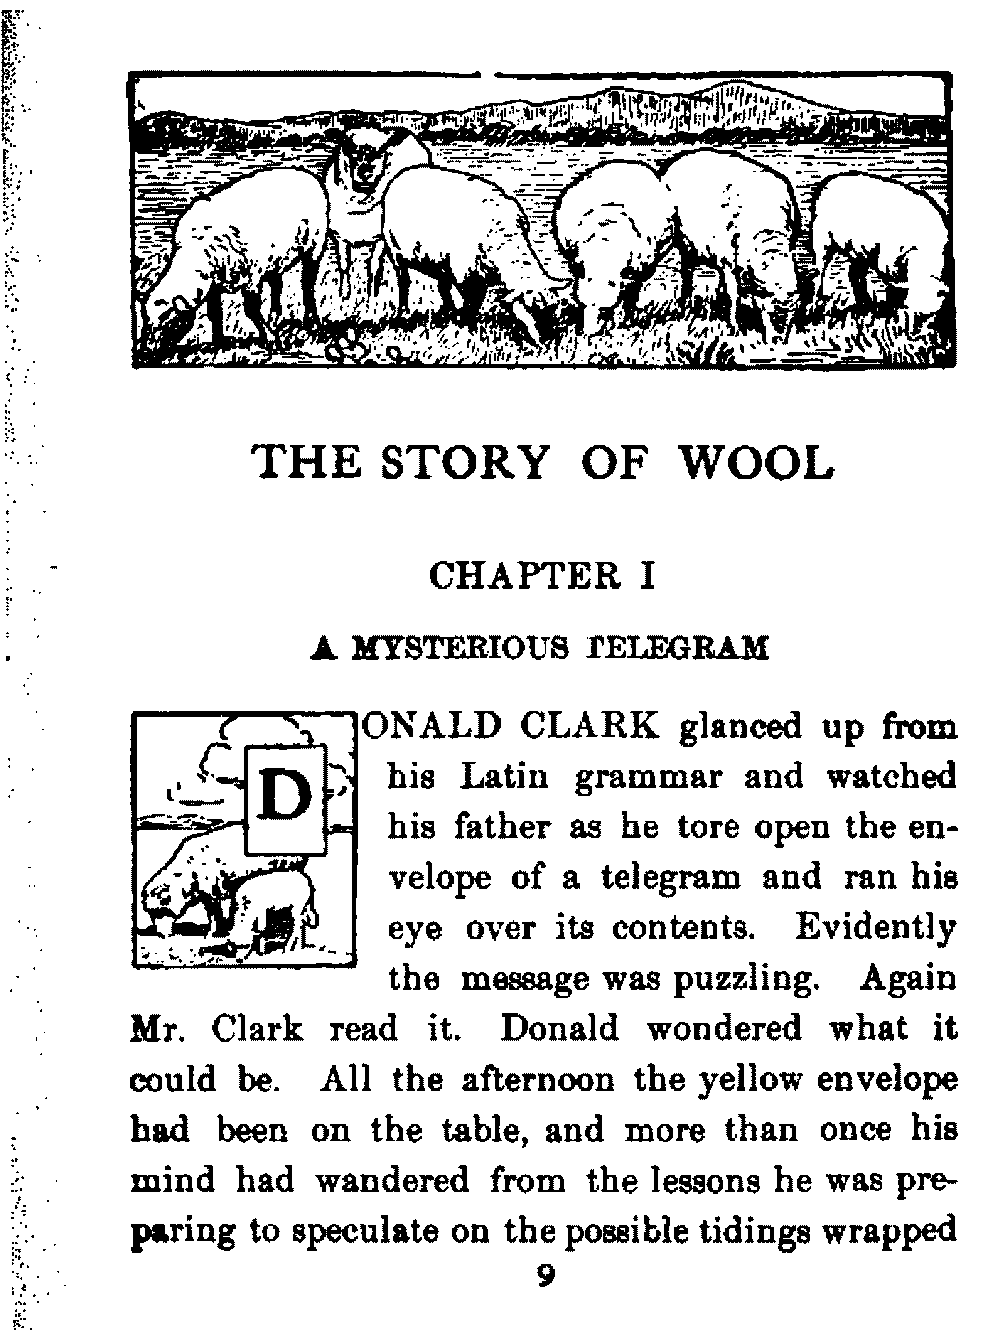 THE STORY OF WOOL
CHAPTER I
A MYSTERIOUS TELEGRAM
DONALD CLARK glanced up from
his Latin grammar and watched
his father as he tore open the en-
velope of a telegram and ran his
eye over its contents. Evidently
the message was puzzling. Again
Mr. Clark read it. Donald wondered what it
could be. All the afternoon the yellow envelope
had been on the table, and more than once his
mind had wandered from the lessons he was pre-
paring to speculate on the possible tidings wrapped
9